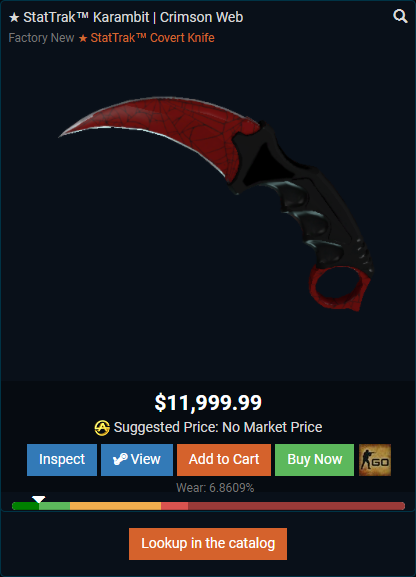 ★ StatTrak™ Karambit | Crimson Web
Factory New ★ StatTrak™ Covert Knife
$11,999.99
Suggested Price: No Market Price
Inspect View Add to Cart Buy Now GO
Wear: 6.8609%
Lookup in the catalog